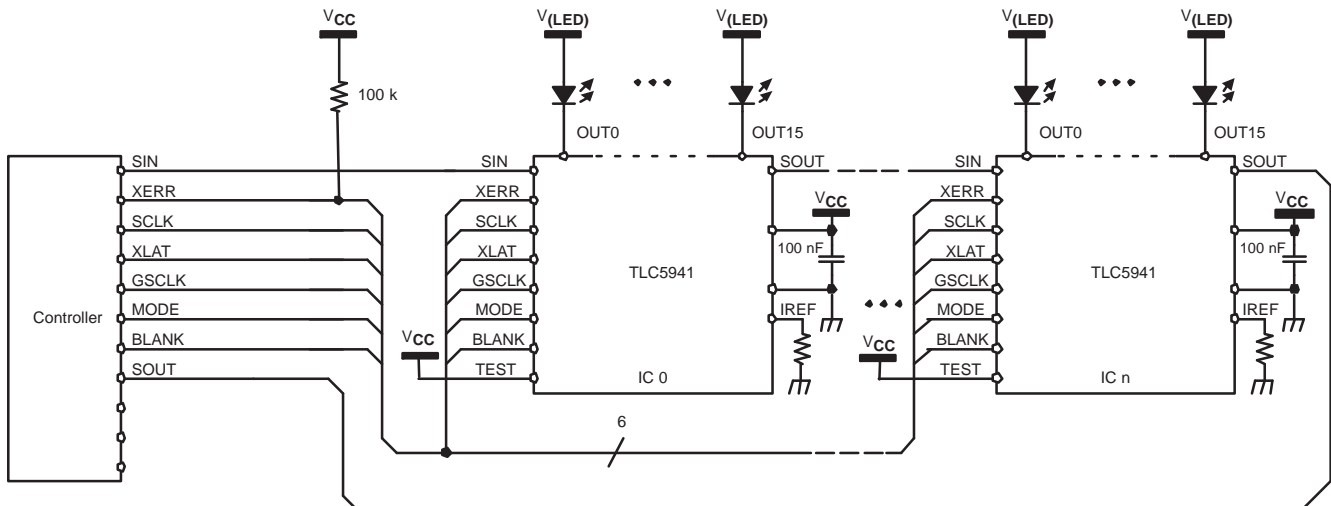 VCC
V(LED)
V(LED)
V(LED)
V(LED)
100 k
OUT0
OUT15
OUT0
OUT15
SIN
SIN
SOUT
SIN
SOUT
XERR
XERR
VCC
XERR
VCC
SCLK
SCLK
SCLK
100 nF
100 nF
XLAT
XLAT
TLC5941
XLAT
TLC5941
GSCLK
GSCLK
GSCLK
Controller
MODE
MODE
IREF
MODE
IREF
BLANK
VCC
BLANK
VCC
BLANK
SOUT
TEST
IC 0
TEST
IC n
6